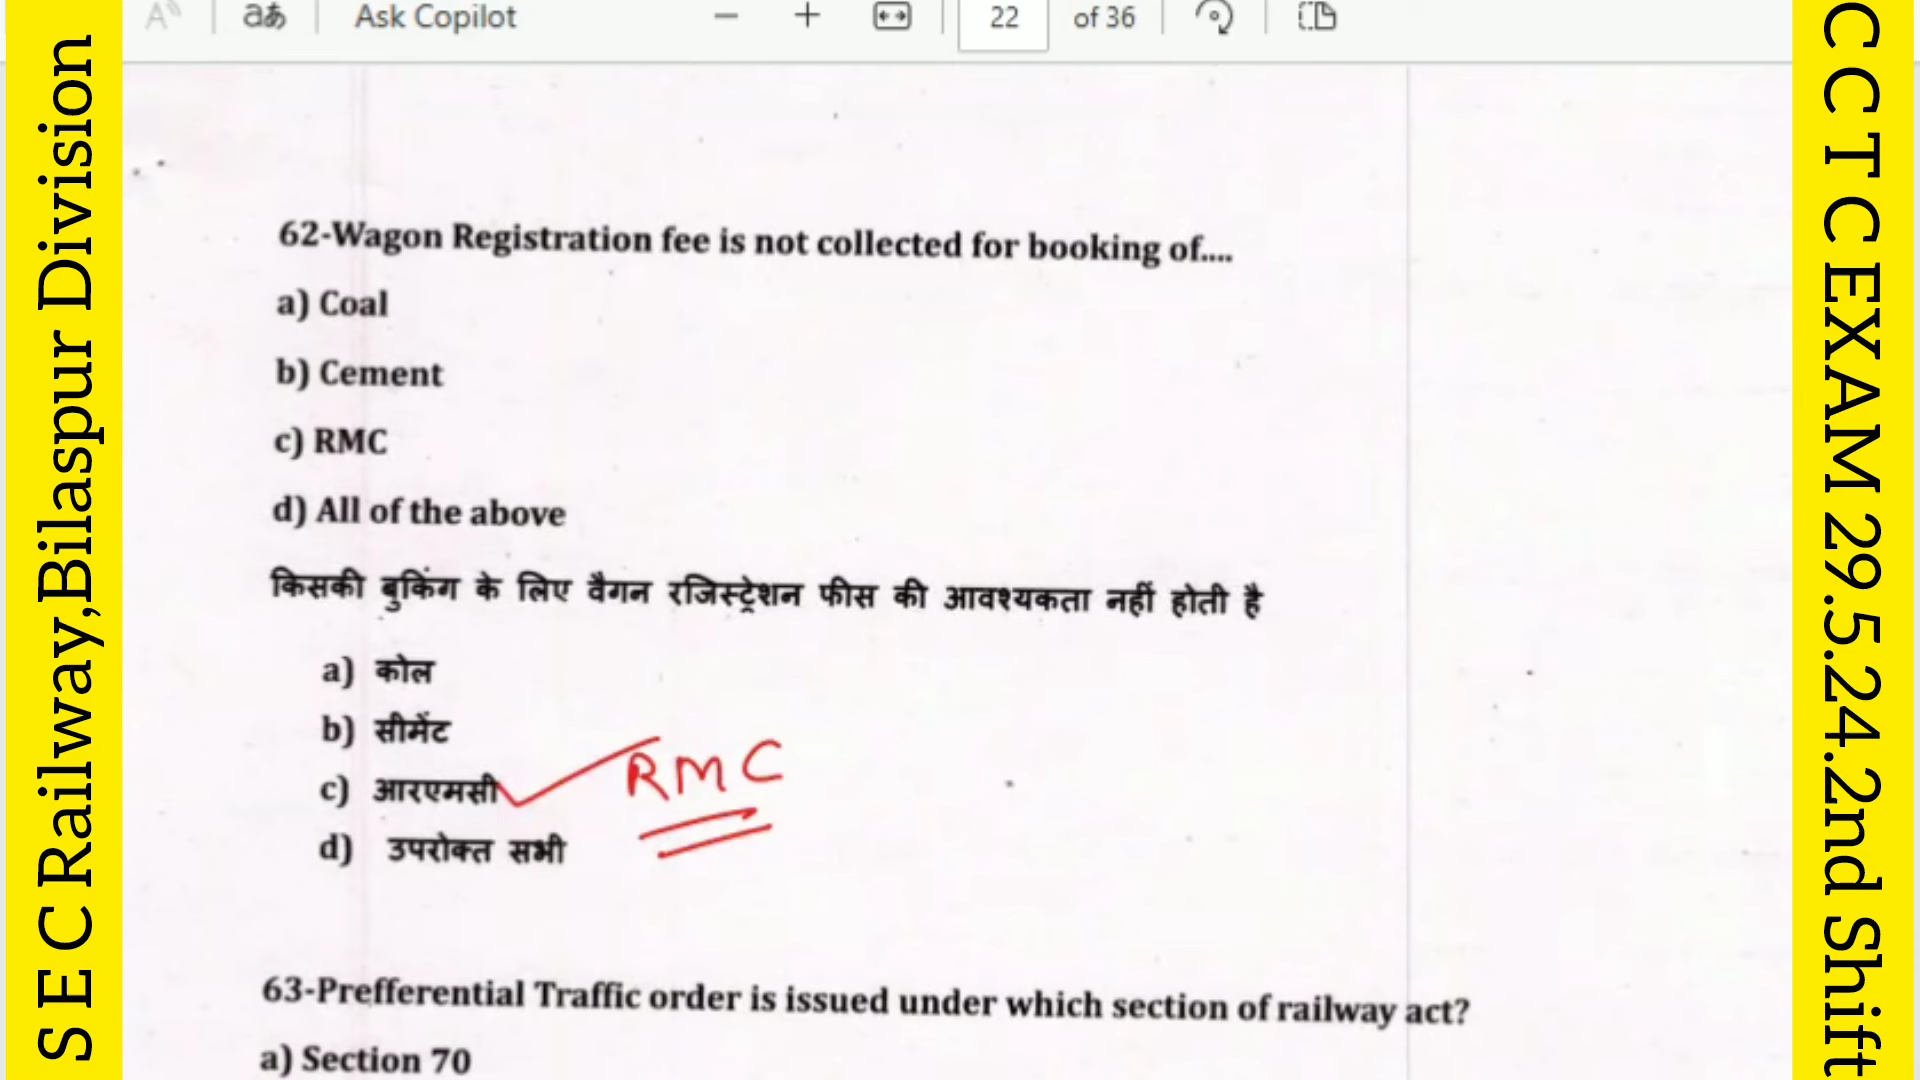 Ask Copilot
22 of 36
S E C Railway,Bilaspur Division
62-Wagon Registration fee is not collected for booking of....
a) Coal
b) Cement
c) RMC
d) All of the above
किसकी बुकिंग के लिए वैगन रजिस्ट्रेशन फीस की आवश्यकता नहीं होती है
a) कोल
b) सीमेंट
c) आरएमसी
RMC
d) उपरोक्त सभी
63-Prefferential Traffic order is issued under which section of railway act?
a) Section 70
C C T C EXAM 29.5.24.2nd Shift